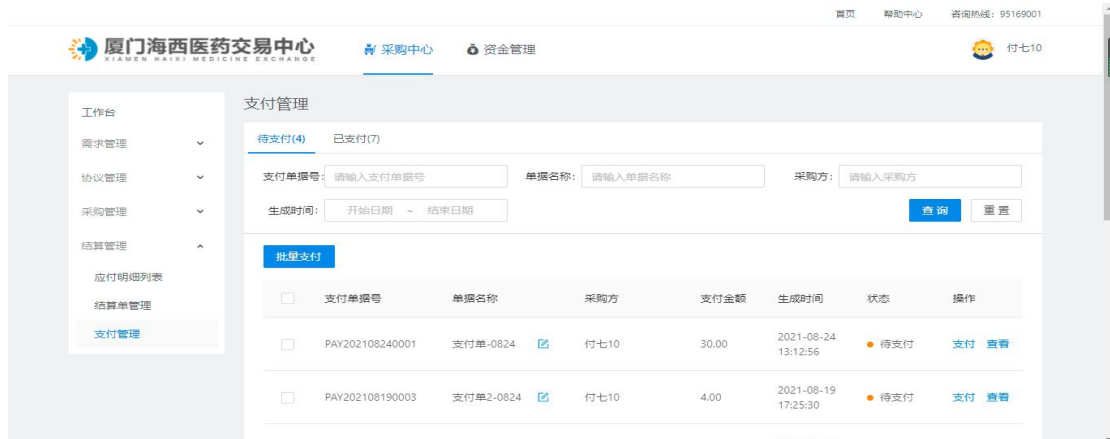 首页 帮助中心 咨询热线：95169001
厦门海西医药交易中心 采购中心 资金管理 付七10
XIAMEN HAIXI MEDICINE EXCHANGE
工作台
需求管理
协议管理
采购管理
结算管理
应付明细列表
结算单管理
支付管理
支付管理
待支付(4) 已支付(7)
支付单据号： 请输入支付单据号 单据名称： 请输入单据名称 采购方： 请输入采购方
生成时间： 开始日期 ~ 结束日期 查询 重置
批量支付
支付单据号 单据名称 采购方 支付金额 生成时间 状态 操作
PAY202108240001 支付单-0824 付七10 30.00 2021-08-24 13:12:56 待支付 支付 查看
PAY202108190003 支付单2-0824 付七10 4.00 2021-08-19 17:25:30 待支付 支付 查看